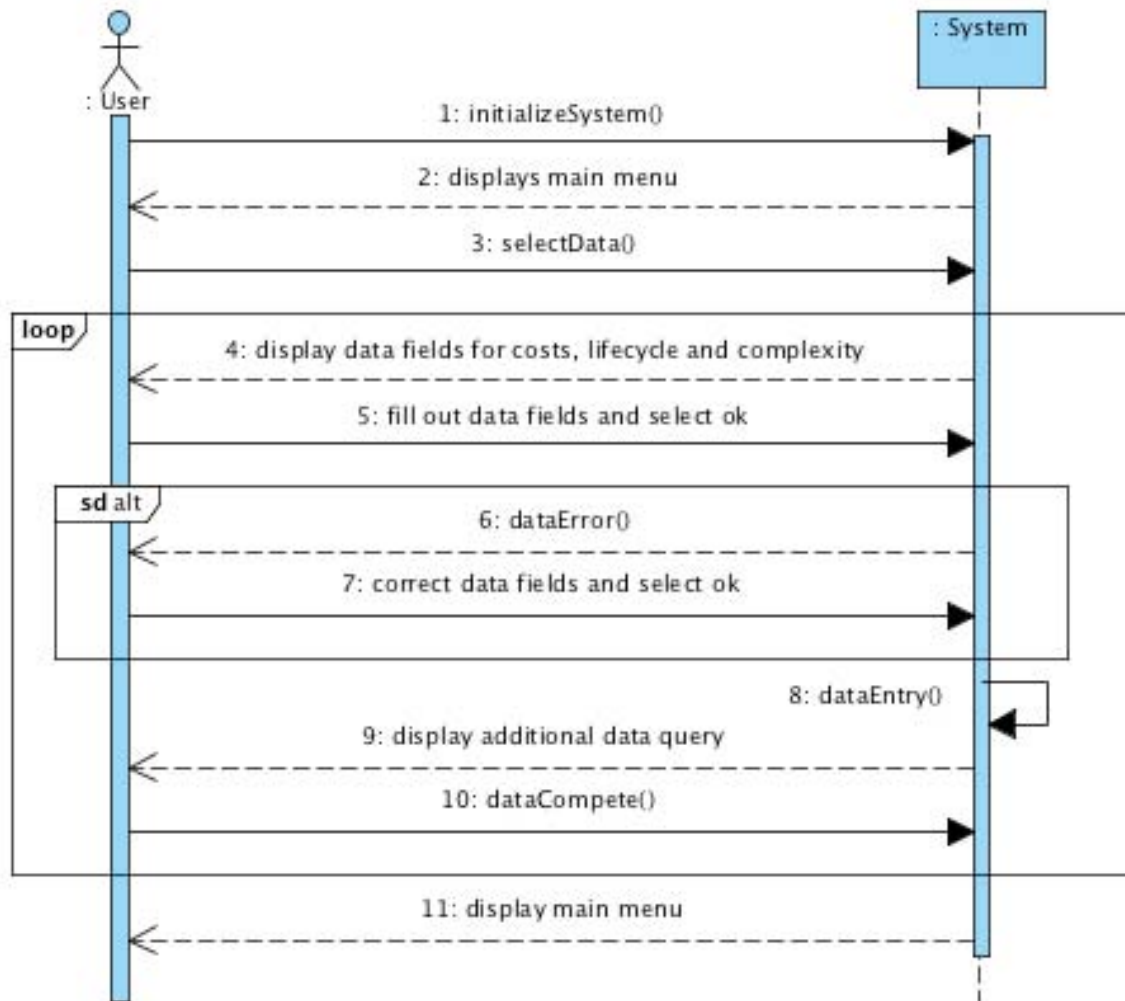 : User
: System
1: initializeSystem()
2: displays main menu
3: selectData()
loop
4: display data fields for costs, lifecycle and complexity
5: fill out data fields and select ok
sd alt
6: dataError()
7: correct data fields and select ok
8: dataEntry()
9: display additional data query
10: dataCompete()
11: display main menu